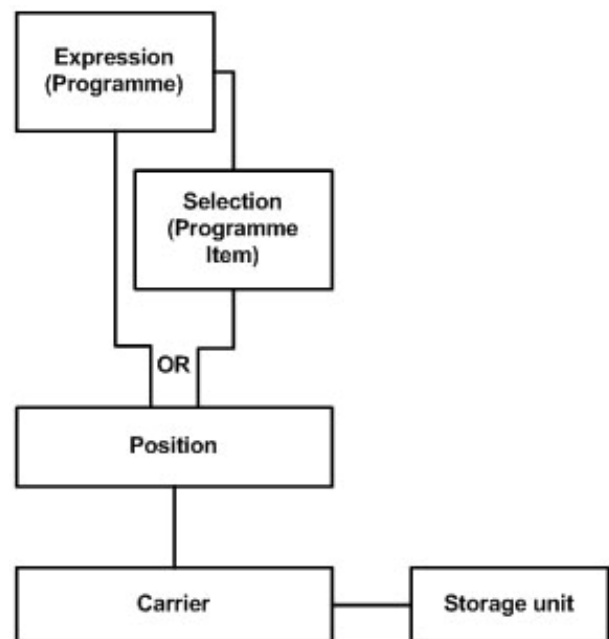 Expression
(Programme)
Selection
(Programme
Item)
OR
Position
Carrier
Storage unit